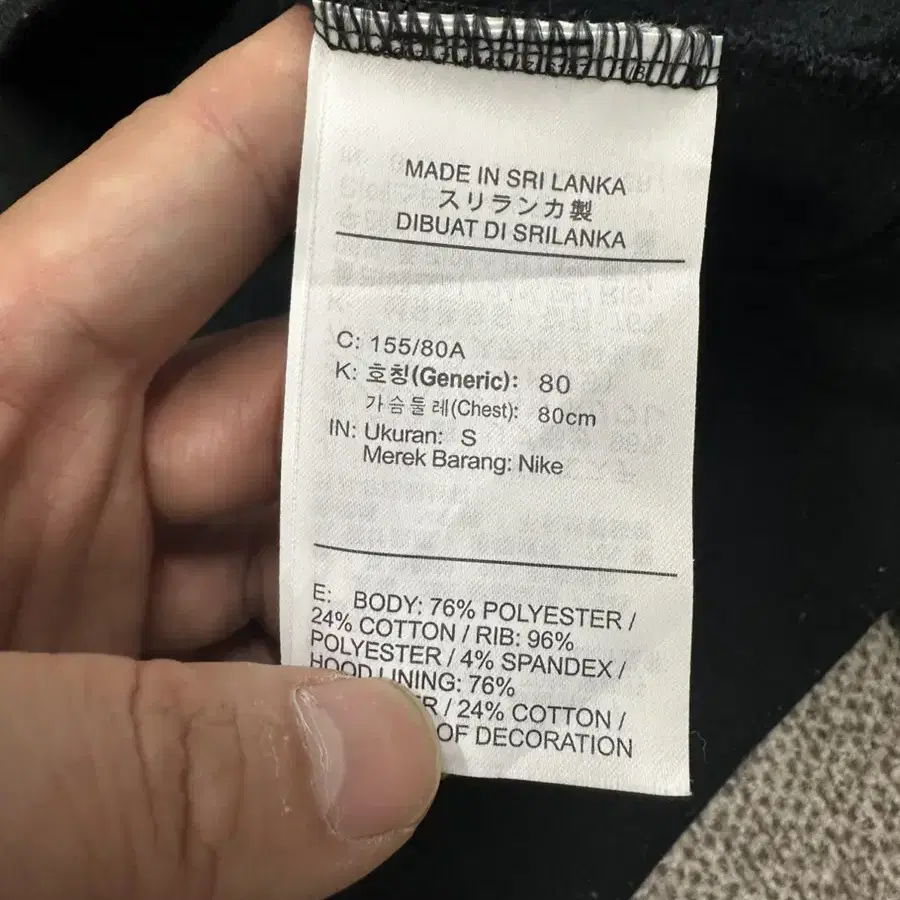 MADE IN SRI LANKA
スリランカ製
DIBUAT DI SRILANKA
C: 155/80A
K: 호칭(Generic): 80
가슴둘레(Chest): 80cm
IN: Ukuran: S
Merek Barang: Nike
E: BODY: 76% POLYESTER /
24% COTTON / RIB: 96%
POLYESTER / 4% SPANDEX /
HOOD LINING: 76%
/ 24% COTTON /
OF DECORATION